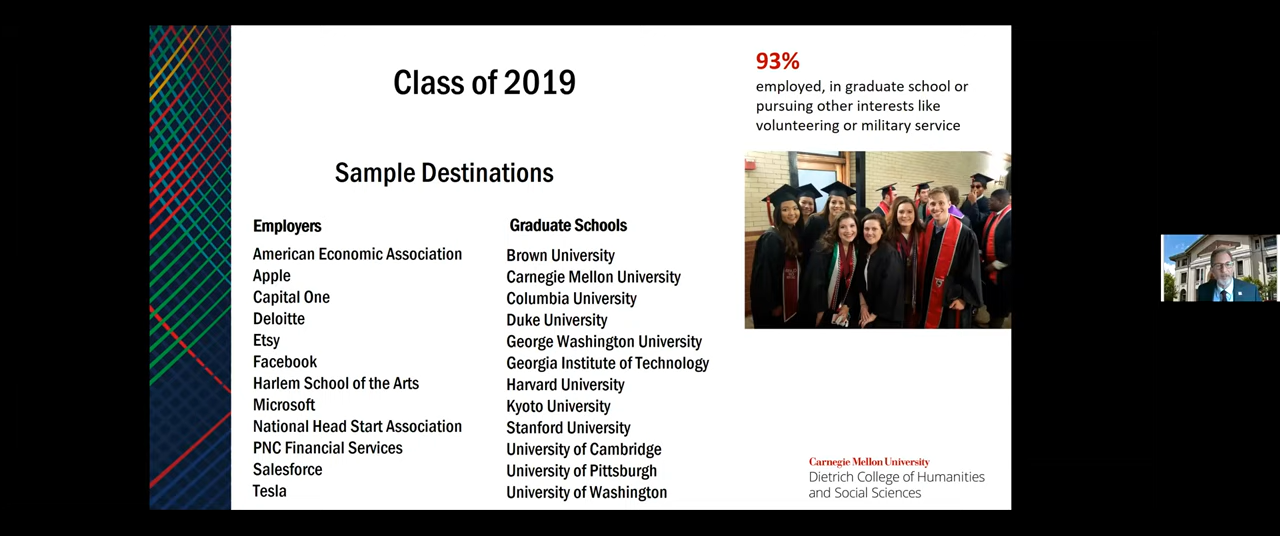 Class of 2019
93%
employed, in graduate school or
pursuing other interests like
volunteering or military service
Sample Destinations
Employers
American Economic Association
Apple
Capital One
Deloitte
Etsy
Facebook
Harlem School of the Arts
Microsoft
National Head Start Association
PNC Financial Services
Salesforce
Tesla
Graduate Schools
Brown University
Carnegie Mellon University
Columbia University
Duke University
George Washington University
Georgia Institute of Technology
Harvard University
Kyoto University
Stanford University
University of Cambridge
University of Pittsburgh
University of Washington
Carnegie Mellon University
Dietrich College of Humanities
and Social Sciences